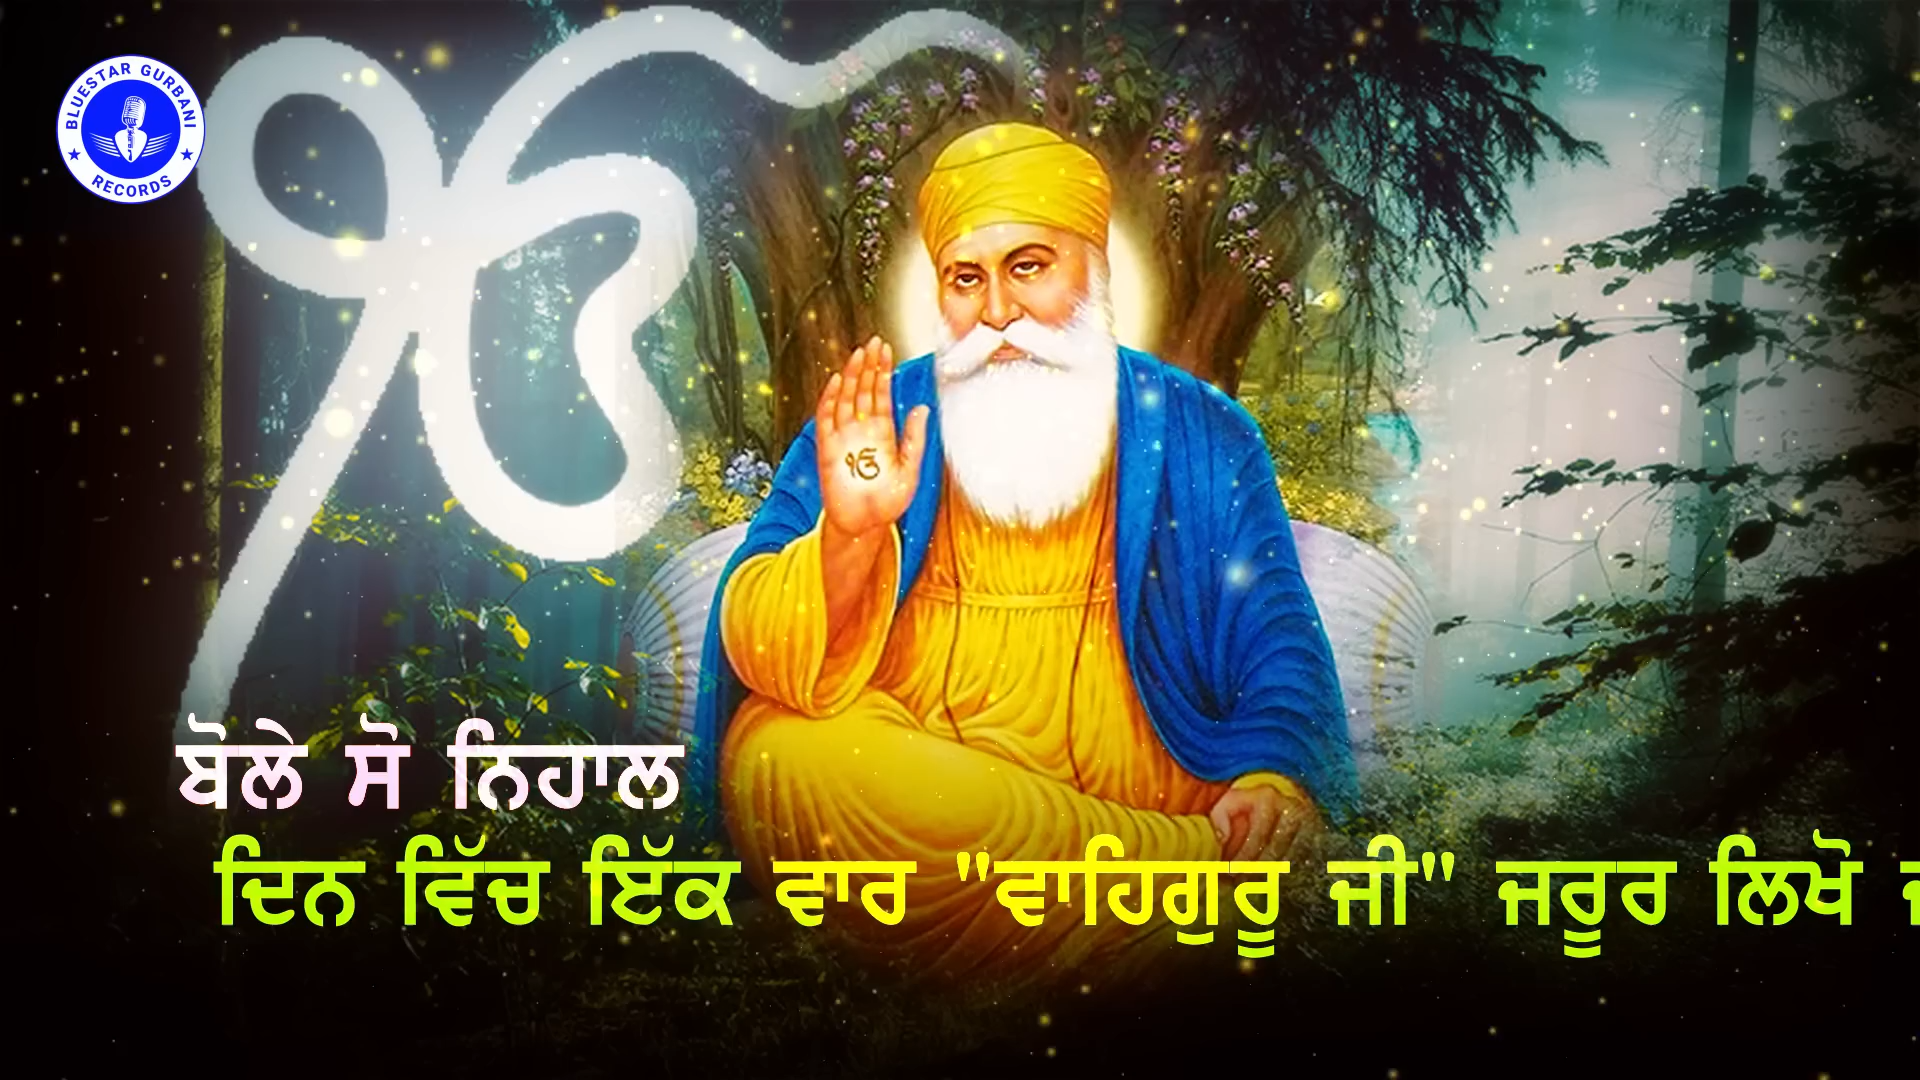 BLUESTAR GURBANI
RECORDS
ੴ
ੴ
ਬੋਲੇ ਸੋ ਨਿਹਾਲ
ਦਿਨ ਵਿੱਚ ਇੱਕ ਵਾਰ "ਵਾਹਿਗੁਰੂ ਜੀ" ਜਰੂਰ ਲਿਖੋ